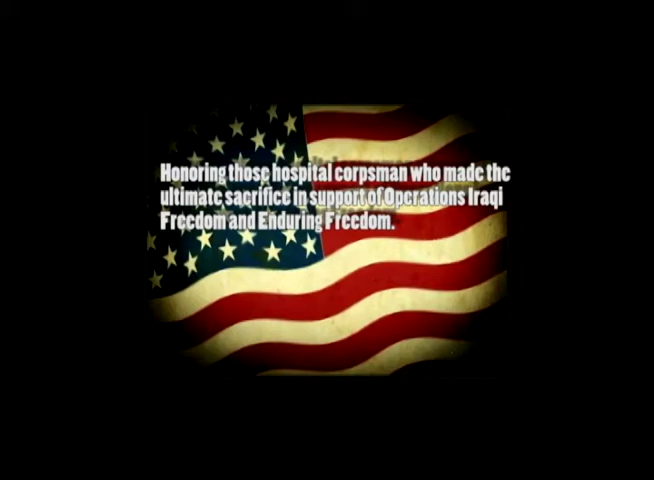 Honoring those hospital corpsman who made the
ultimate sacrifice in support of Operations Iraqi
Freedom and Enduring Freedom.